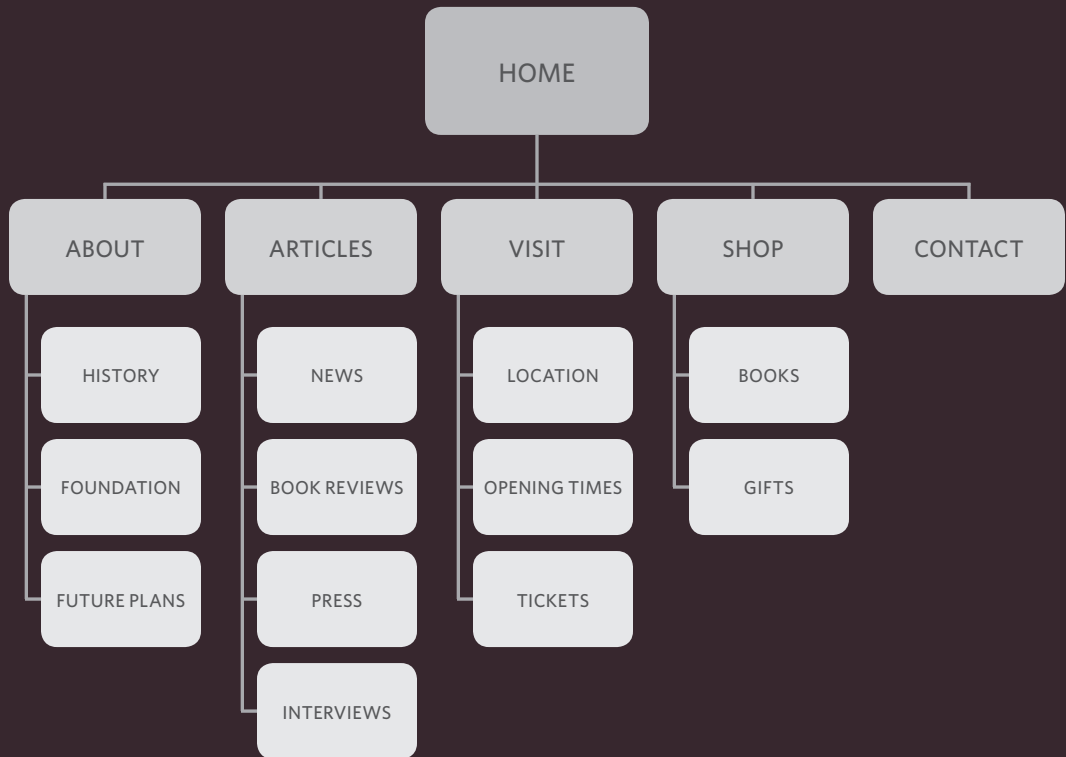 HOME
ABOUT
ARTICLES
VISIT
SHOP
CONTACT
HISTORY
NEWS
LOCATION
BOOKS
FOUNDATION
BOOK REVIEWS
OPENING TIMES
GIFTS
FUTURE PLANS
PRESS
TICKETS
INTERVIEWS